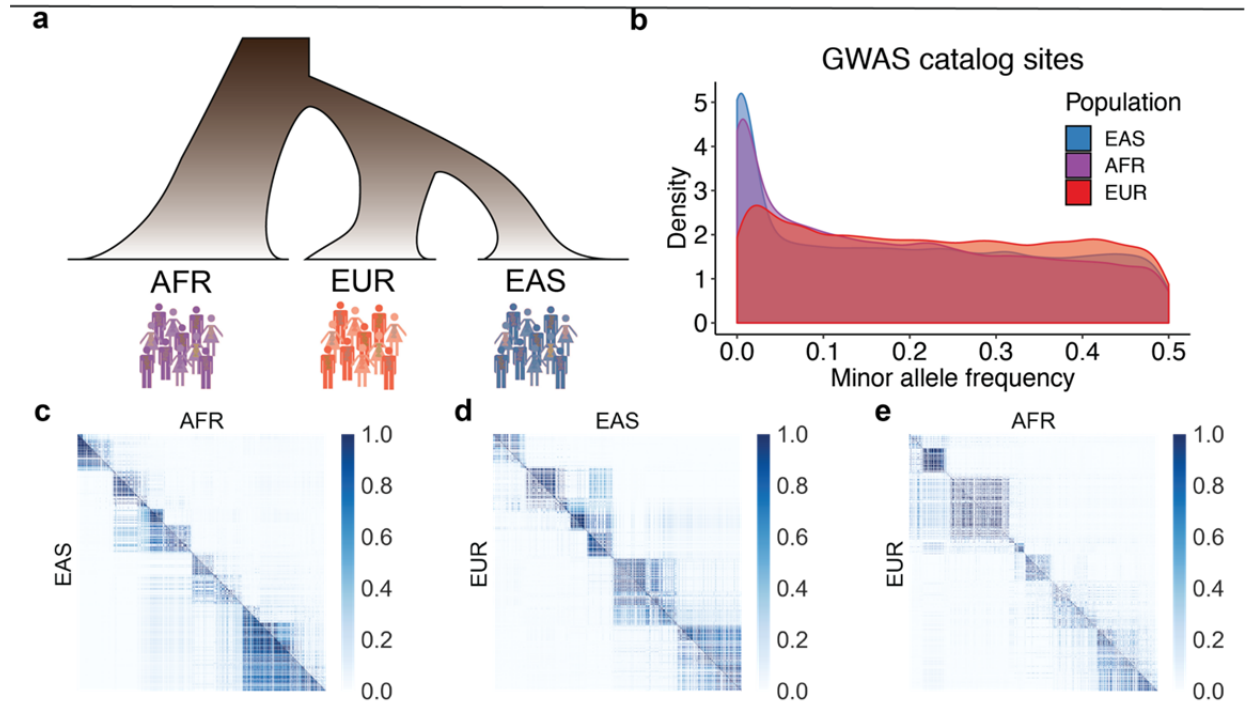 a
AFR
EUR
EAS
b
GWAS catalog sites
Density
5
4
3
2
1
0
0.0 0.1 0.2 0.3 0.4 0.5
Minor allele frequency
Population
EAS
AFR
EUR
c
AFR
EAS
1.0
0.8
0.6
0.4
0.2
0.0
d
EAS
EUR
1.0
0.8
0.6
0.4
0.2
0.0
e
AFR
EUR
1.0
0.8
0.6
0.4
0.2
0.0